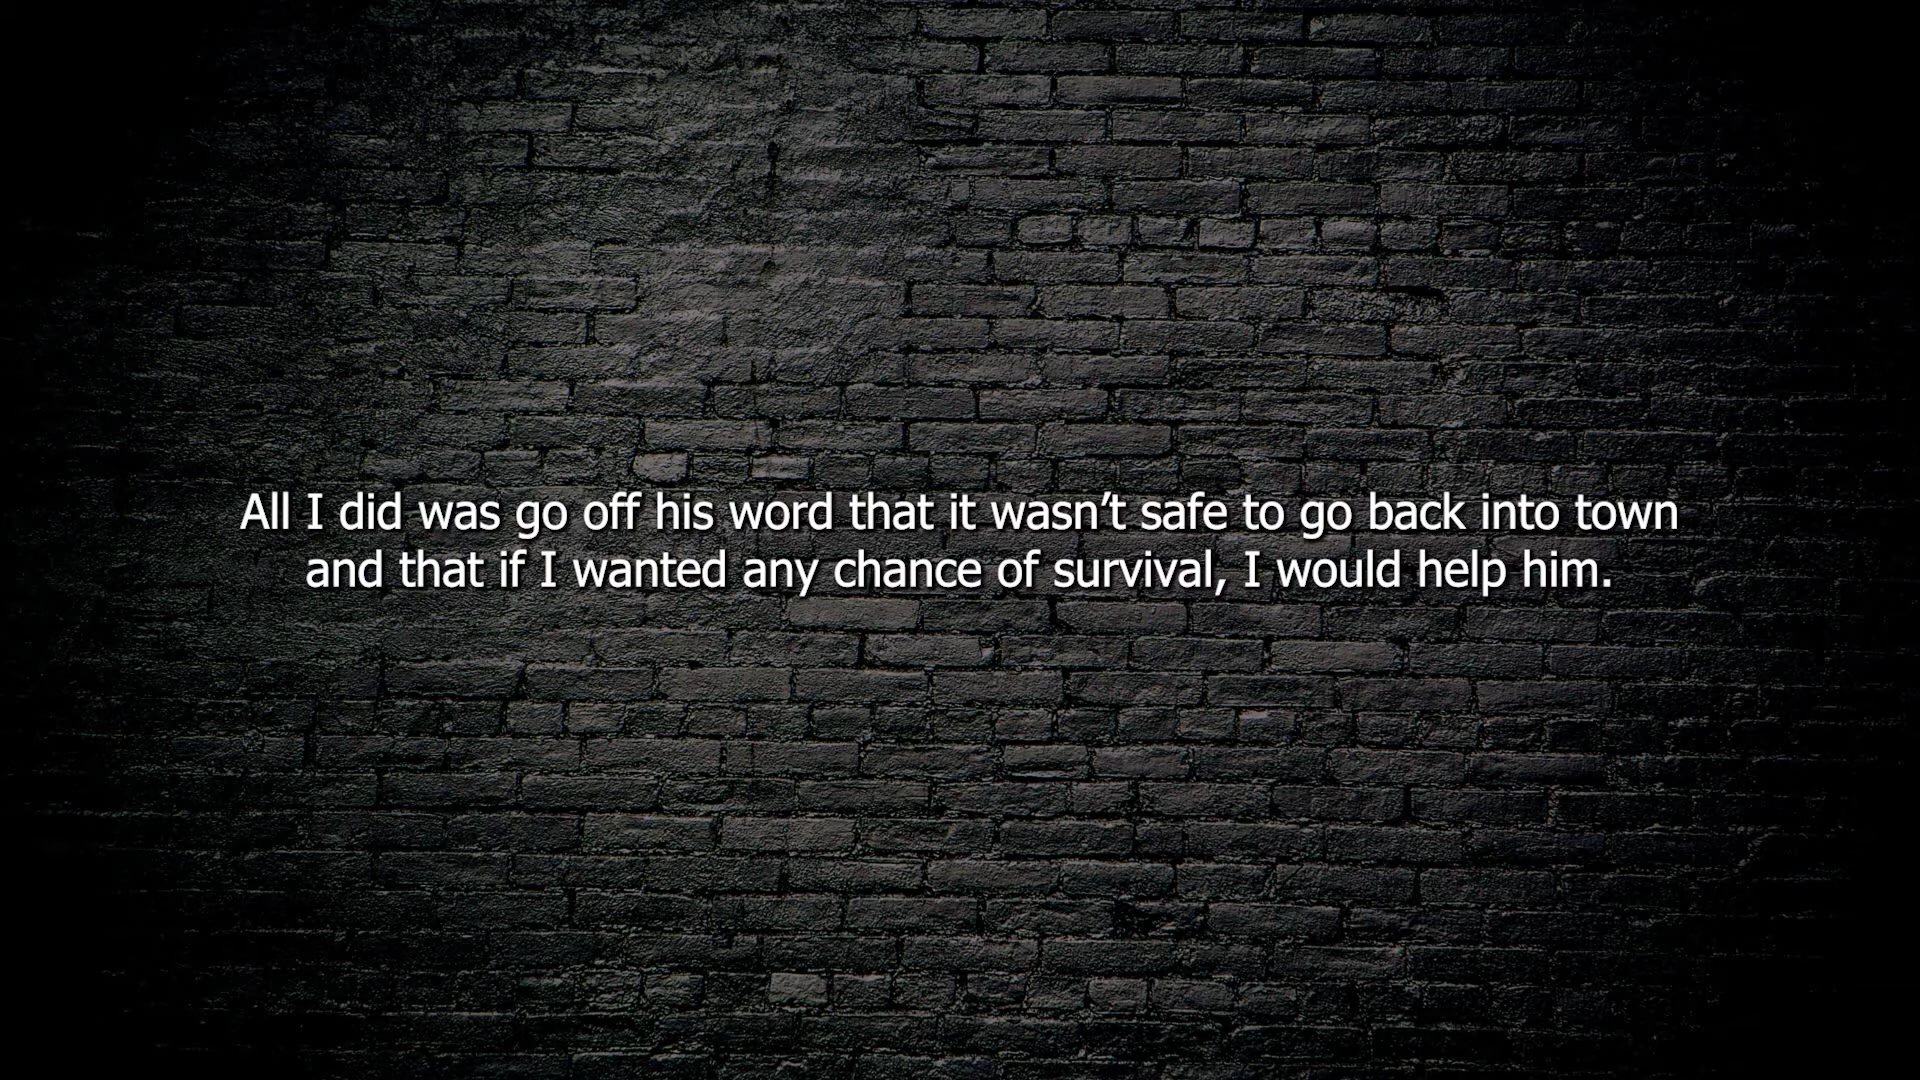 All I did was go off his word that it wasn’t safe to go back into town
and that if I wanted any chance of survival, I would help him.